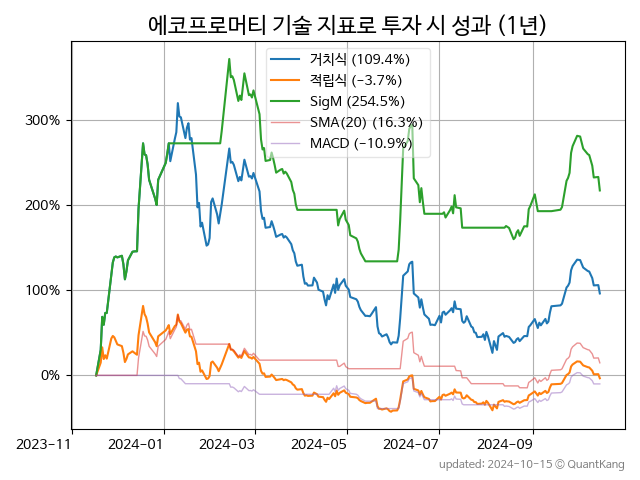 에코프로머티 기술 지표로 투자 시 성과 (1년)
거치식 (109.4%)
적립식 (−3.7%)
SigM (254.5%)
SMA(20) (16.3%)
MACD (−10.9%)
300%
200%
100%
0%
2023−11
2024−01
2024−03
2024−05
2024−07
2024−09
updated: 2024-10-15 © QuantKang